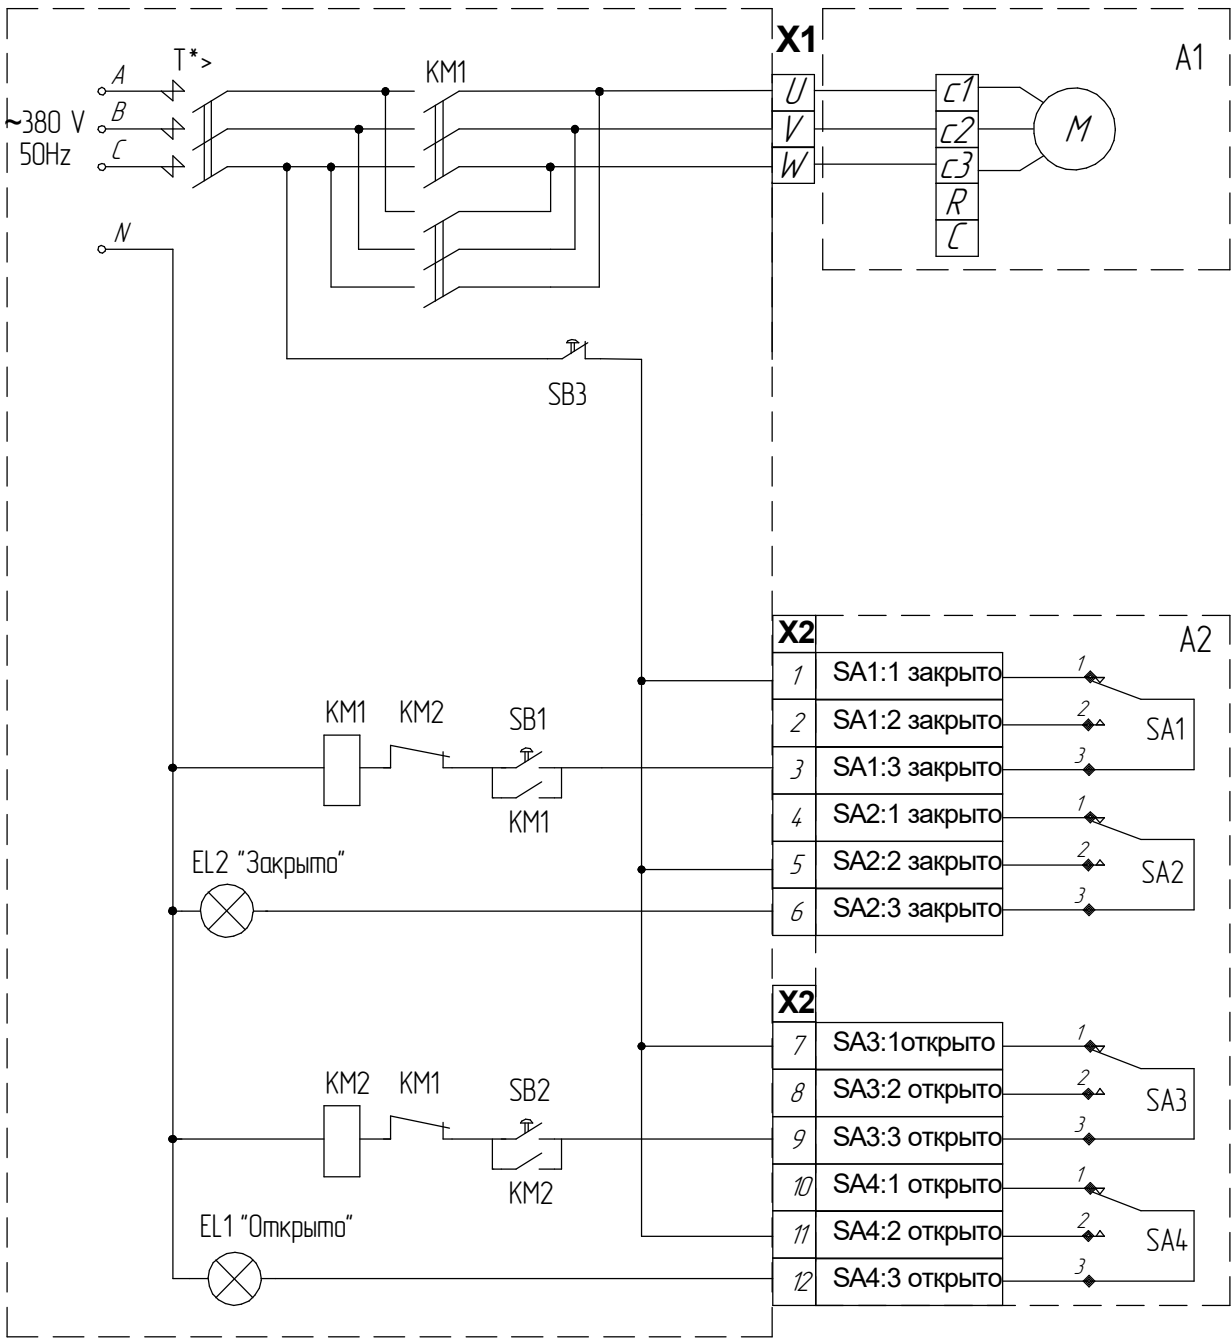 X1
A1
T*>
A
KM1
U
c1
~380 V
B
V
c2
M
50Hz
C
W
c3
R
N
C
SB3
X2
A2
1 SA1:1 закрыто 1
KM1 KM2 SB1
2 SA1:2 закрыто 2 SA1
3 SA1:3 закрыто 3
KM1
4 SA2:1 закрыто 1
EL2 "Закрыто"
5 SA2:2 закрыто 2 SA2
6 SA2:3 закрыто 3
X2
7 SA3:1открыто 1
KM2 KM1 SB2
8 SA3:2 открыто 2 SA3
9 SA3:3 открыто 3
KM2
10 SA4:1 открыто 1
EL1 "Открыто"
11 SA4:2 открыто 2 SA4
12 SA4:3 открыто 3